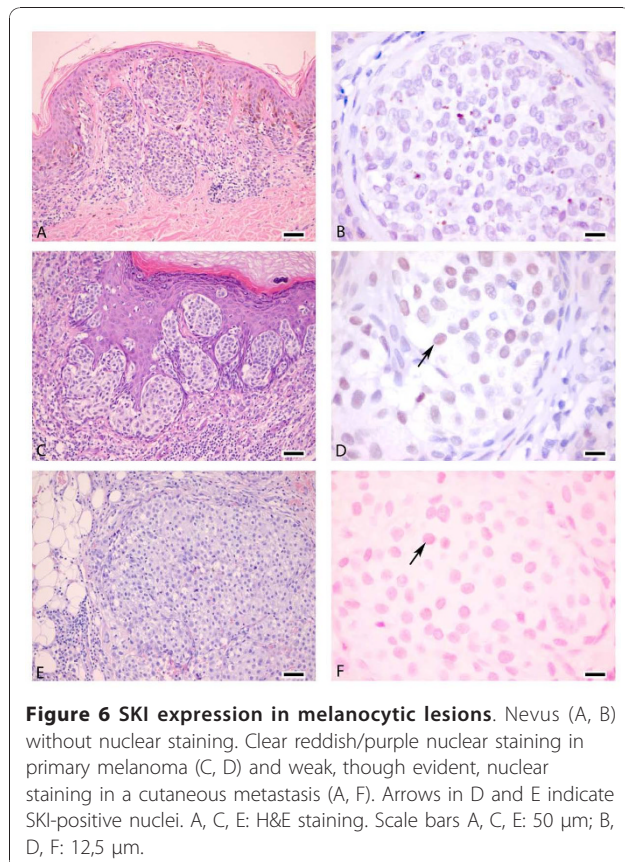 A
B
C
D
E
F
Figure 6 SKI expression in melanocytic lesions. Nevus (A, B)
without nuclear staining. Clear reddish/purple nuclear staining in
primary melanoma (C, D) and weak, though evident, nuclear
staining in a cutaneous metastasis (A, F). Arrows in D and E indicate
SKI-positive nuclei. A, C, E: H&E staining. Scale bars A, C, E: 50 μm; B,
D, F: 12,5 μm.